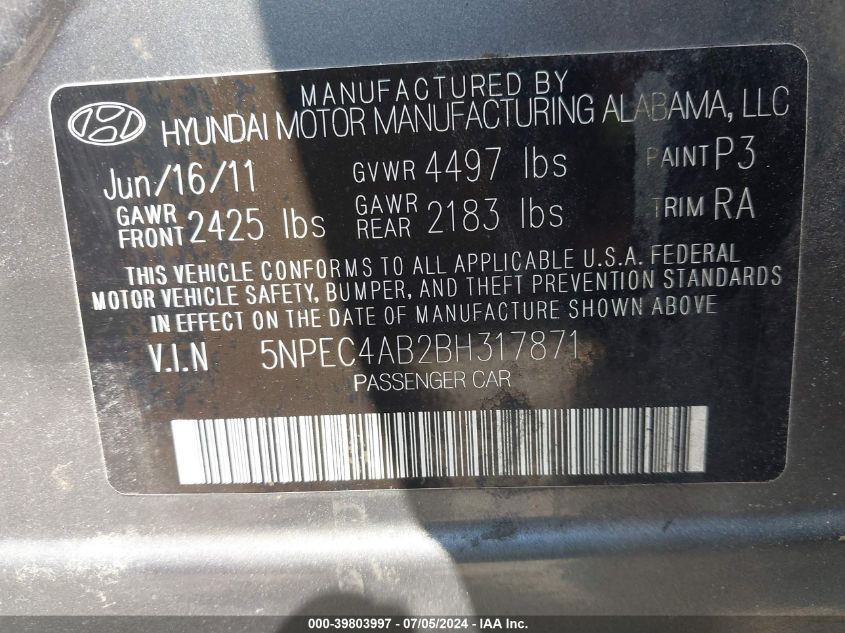 MANUFACTURED BY
HYUNDAI MOTOR MANUFACTURING ALABAMA, LLC
Jun/16/11 GVWR 4497 lbs PAINT P3
GAWR FRONT 2425 lbs GAWR REAR 2183 lbs TRIM RA
THIS VEHICLE CONFORMS TO ALL APPLICABLE U.S.A. FEDERAL
MOTOR VEHICLE SAFETY, BUMPER, AND THEFT PREVENTION STANDARDS
IN EFFECT ON THE DATE OF MANUFACTURE SHOWN ABOVE
V.I.N 5NPEC4AB2BH317871
PASSENGER CAR
000-39803997 - 07/05/2024 - IAA Inc.